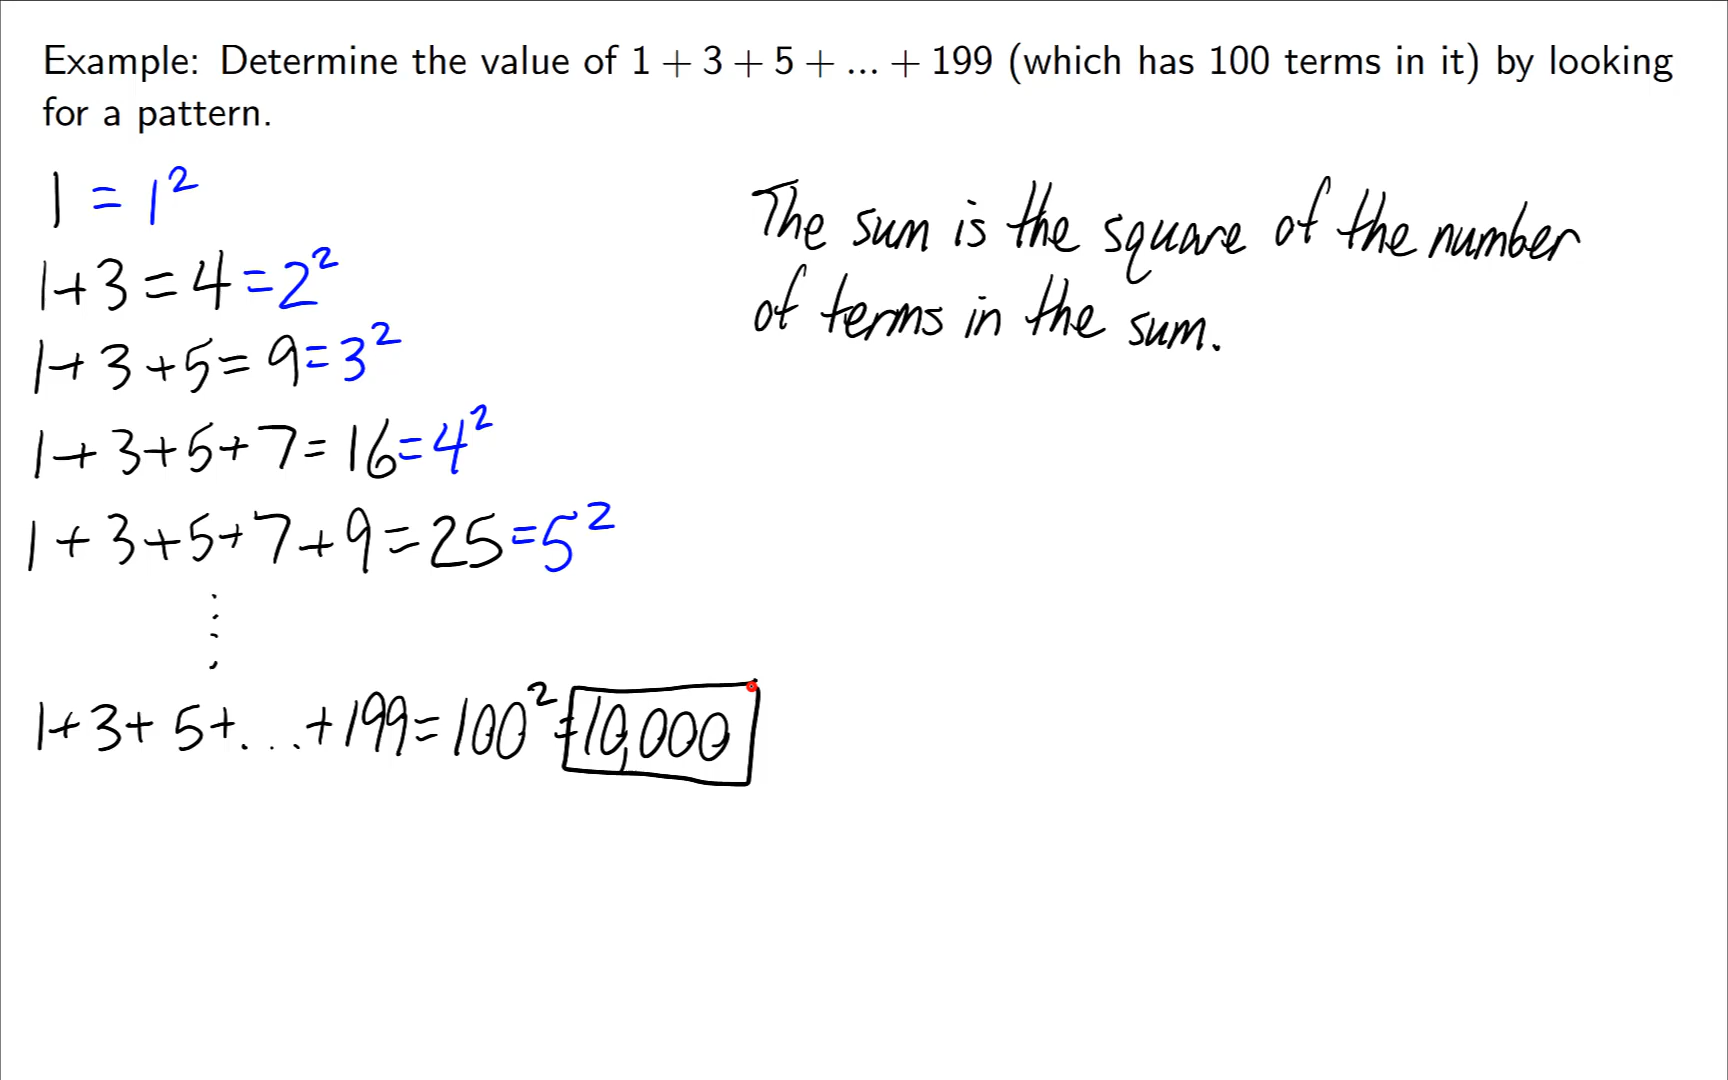 Example: Determine the value of 1 + 3 + 5 + ... + 199 (which has 100 terms in it) by looking
for a pattern.
1 = 1²
1+3 = 4 = 2²
1+3+5 = 9 = 3²
1+3+5+7 = 16 = 4²
1+3+5+7+9 = 25 = 5²
⋮
1+3+5+...+199 = 100² = 10,000
The sum is the square of the number
of terms in the sum.